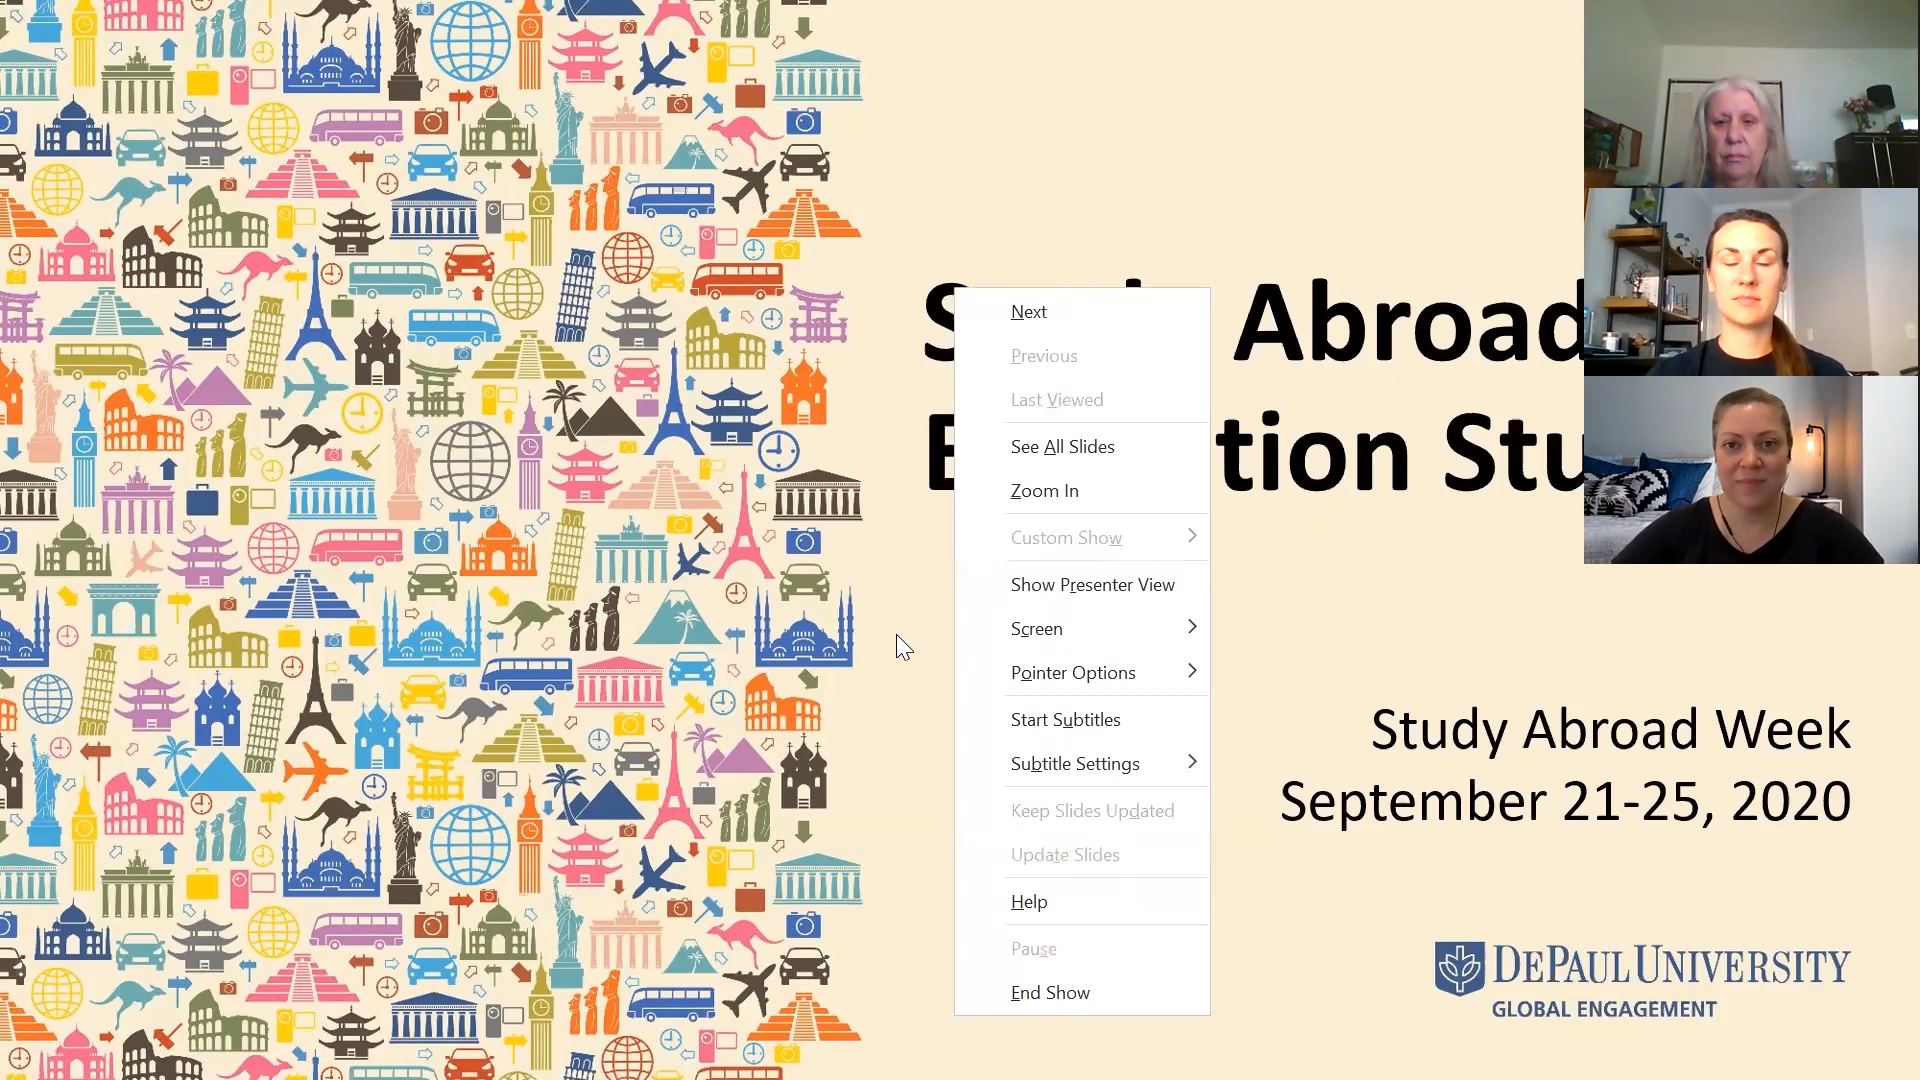 Abroad
tion Stu
Next
Previous
Last Viewed
See All Slides
Zoom In
Custom Show
Show Presenter View
Screen
Pointer Options
Start Subtitles
Subtitle Settings
Keep Slides Updated
Update Slides
Help
Pause
End Show
Study Abroad Week
September 21-25, 2020
DEPAUL UNIVERSITY
GLOBAL ENGAGEMENT